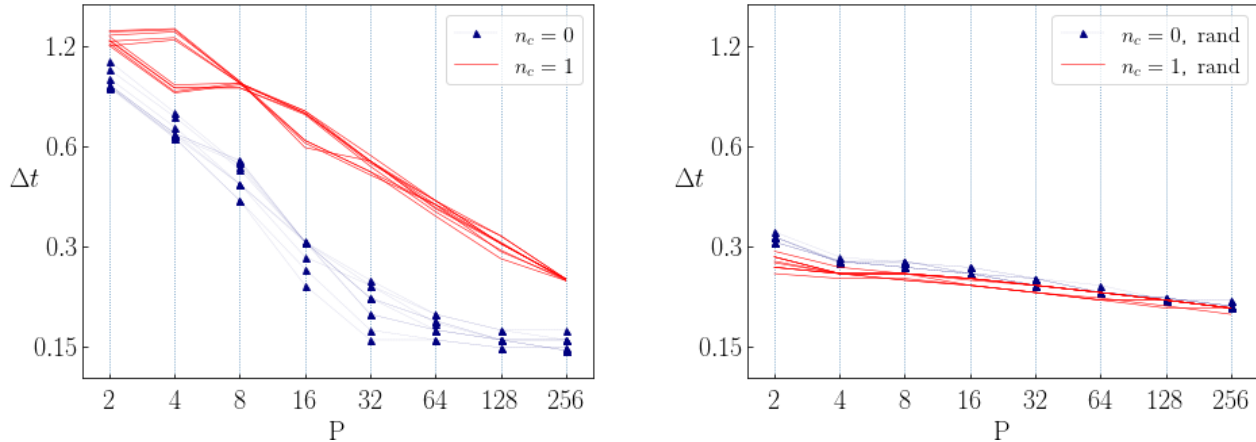 1.2
0.6
0.3
0.15
Δt
2 4 8 16 32 64 128 256
P
n_c = 0
n_c = 1
1.2
0.6
0.3
0.15
Δt
2 4 8 16 32 64 128 256
P
n_c = 0, rand
n_c = 1, rand